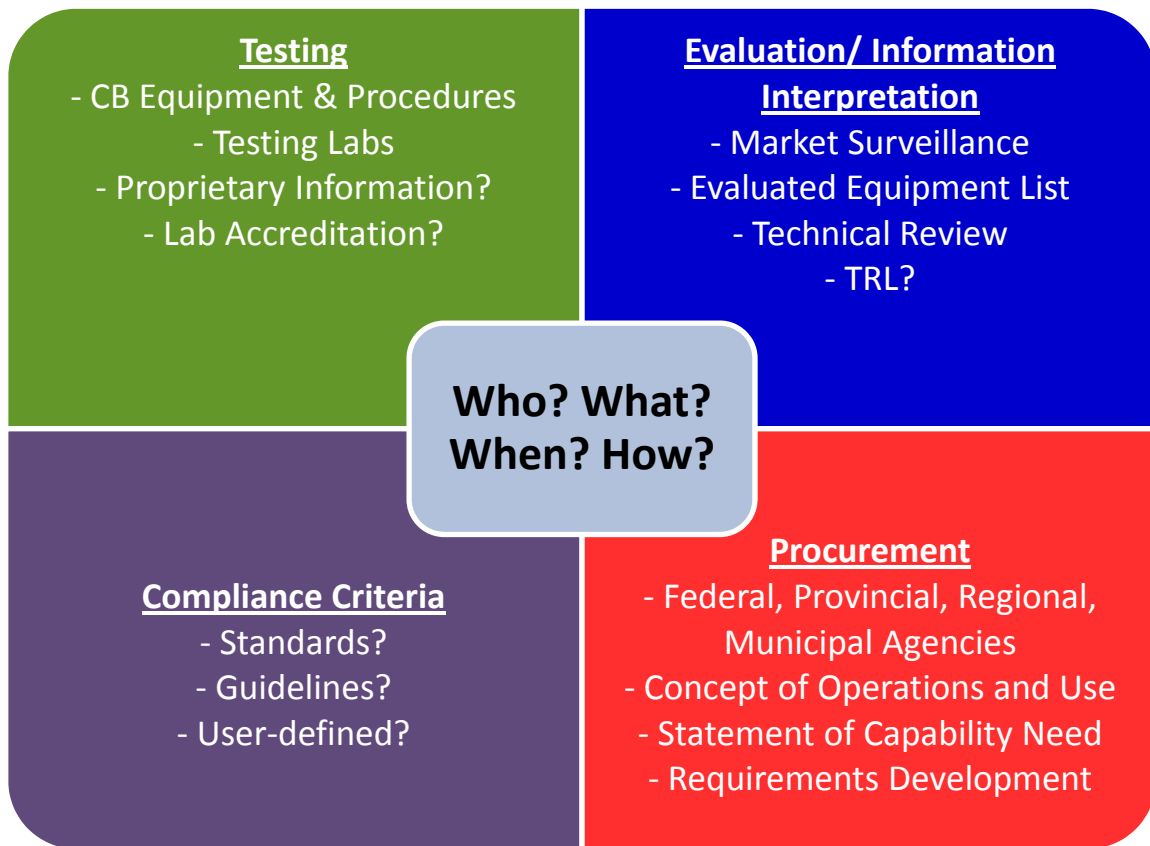 Testing
- CB Equipment & Procedures
- Testing Labs
- Proprietary Information?
- Lab Accreditation?
Evaluation/ Information
Interpretation
- Market Surveillance
- Evaluated Equipment List
- Technical Review
- TRL?
Who? What?
When? How?
Compliance Criteria
- Standards?
- Guidelines?
- User-defined?
Procurement
- Federal, Provincial, Regional,
Municipal Agencies
- Concept of Operations and Use
- Statement of Capability Need
- Requirements Development